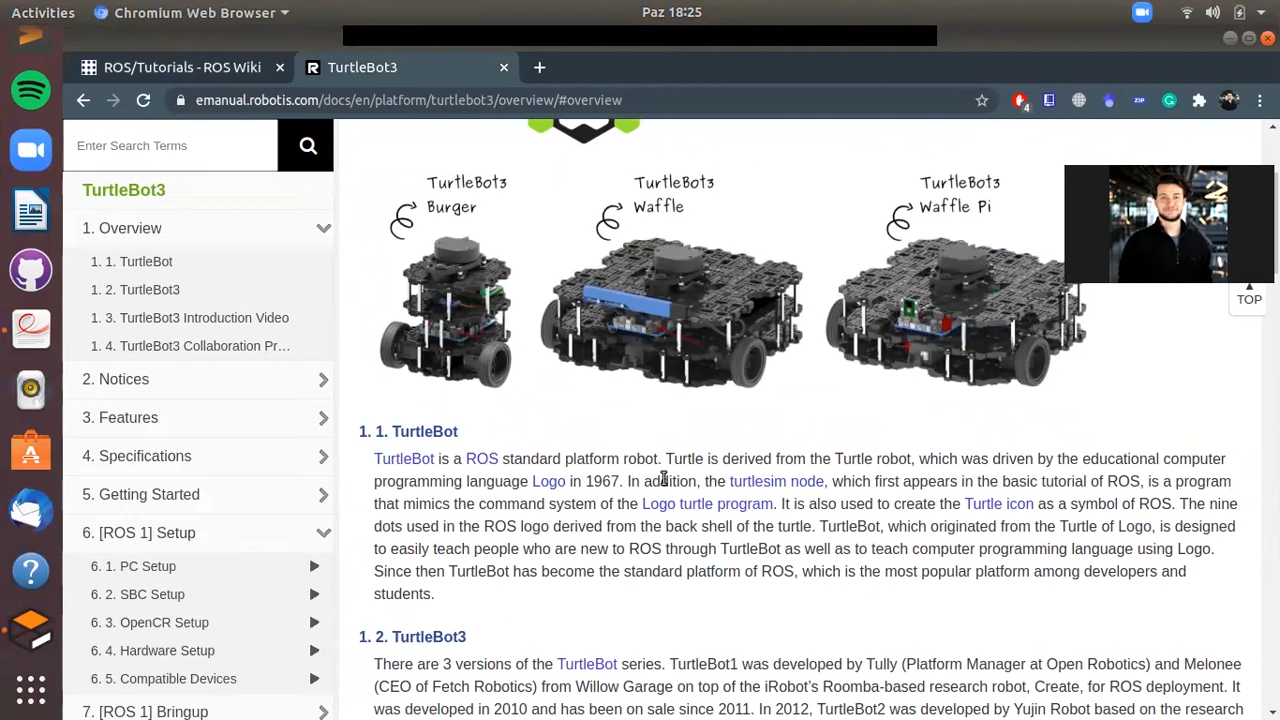 Activities
Chromium Web Browser
Paz 18:25
ROS/Tutorials - ROS Wiki
TurtleBot3
emanual.robotis.com/docs/en/platform/turtlebot3/overview/#overview
4
ZIP
Enter Search Terms
TurtleBot3
1. Overview
1. 1. TurtleBot
1. 2. TurtleBot3
1. 3. TurtleBot3 Introduction Video
1. 4. TurtleBot3 Collaboration Pr...
2. Notices
3. Features
4. Specifications
5. Getting Started
6. [ROS 1] Setup
6. 1. PC Setup
6. 2. SBC Setup
6. 3. OpenCR Setup
6. 4. Hardware Setup
6. 5. Compatible Devices
7. [ROS 1] Bringup
TurtleBot3
Burger
TurtleBot3
Waffle
TurtleBot3
Waffle Pi
TOP
1. 1. TurtleBot
TurtleBot is a ROS standard platform robot. Turtle is derived from the Turtle robot, which was driven by the educational computer
programming language Logo in 1967. In addition, the turtlesim node, which first appears in the basic tutorial of ROS, is a program
that mimics the command system of the Logo turtle program. It is also used to create the Turtle icon as a symbol of ROS. The nine
dots used in the ROS logo derived from the back shell of the turtle. TurtleBot, which originated from the Turtle of Logo, is designed
to easily teach people who are new to ROS through TurtleBot as well as to teach computer programming language using Logo.
Since then TurtleBot has become the standard platform of ROS, which is the most popular platform among developers and
students.
1. 2. TurtleBot3
There are 3 versions of the TurtleBot series. TurtleBot1 was developed by Tully (Platform Manager at Open Robotics) and Melonee
(CEO of Fetch Robotics) from Willow Garage on top of the iRobot's Roomba-based research robot, Create, for ROS deployment. It
was developed in 2010 and has been on sale since 2011. In 2012, TurtleBot2 was developed by Yujin Robot based on the research